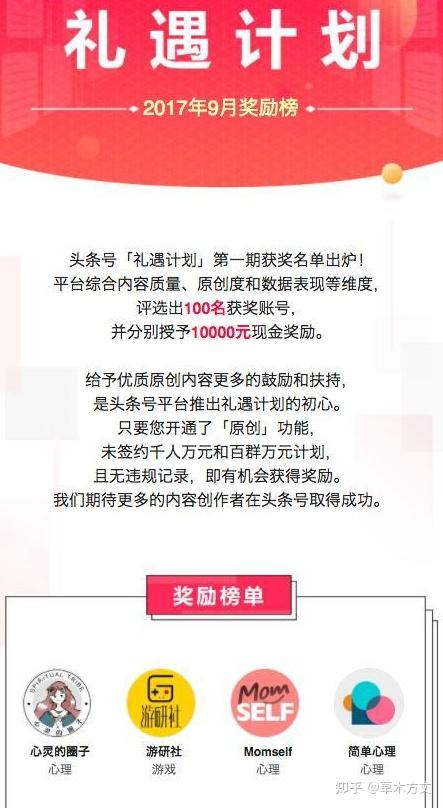 礼遇计划
2017年9月奖励榜
头条号「礼遇计划」第一期获奖名单出炉！
平台综合内容质量、原创度和数据表现等维度，
评选出100名获奖账号，
并分别授予10000元现金奖励。
给予优质原创内容更多的鼓励和扶持，
是头条号平台推出礼遇计划的初心。
只要您开通了「原创」功能，
未签约千人万元和百群万元计划，
且无违规记录，即有机会获得奖励。
我们期待更多的内容创作者在头条号取得成功。
奖励榜单
SPIRITUAL TRIBE
心灵的圈子
游研社
Mom
SELF
心灵的圈子 游研社 Momself 简单心理
心理 游戏 心理 心理
知乎 @草木方文